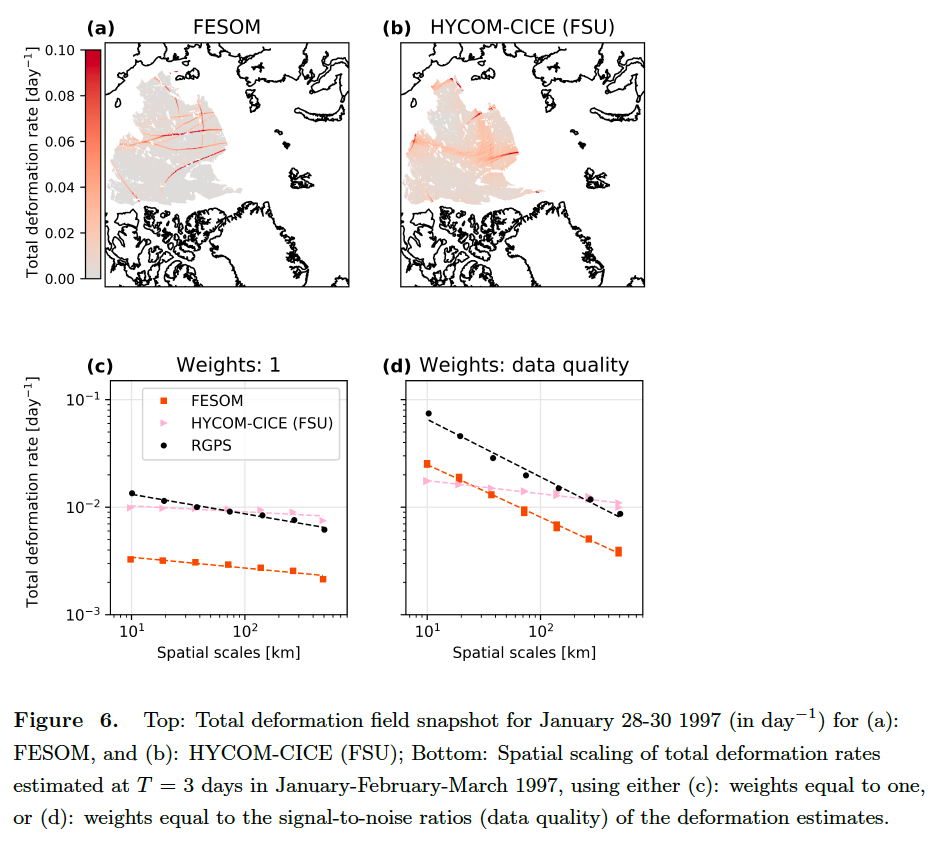 (a) FESOM
(b) HYCOM-CICE (FSU)
Total deformation rate [day−1]
0.10
0.08
0.06
0.04
0.02
0.00
(c) Weights: 1
(d) Weights: data quality
Total deformation rate [day−1]
10−1
10−2
10−3
FESOM
HYCOM-CICE (FSU)
RGPS
101 102
Spatial scales [km]
101 102
Spatial scales [km]
Figure 6. Top: Total deformation field snapshot for January 28-30 1997 (in day−1) for (a):
FESOM, and (b): HYCOM-CICE (FSU); Bottom: Spatial scaling of total deformation rates
estimated at T = 3 days in January-February-March 1997, using either (c): weights equal to one,
or (d): weights equal to the signal-to-noise ratios (data quality) of the deformation estimates.